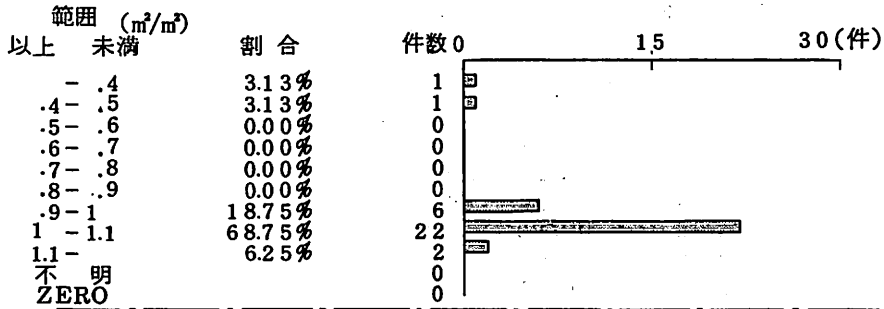 範囲 (m²/m²)
以上 未満 割合 件数 0 15 30(件)
- .4 3.13% 1
.4- .5 3.13% 1
.5- .6 0.00% 0
.6- .7 0.00% 0
.7- .8 0.00% 0
.8- .9 0.00% 0
.9- 1 18.75% 6
1 - 1.1 68.75% 22
1.1- 6.25% 2
不明 0
ZERO 0